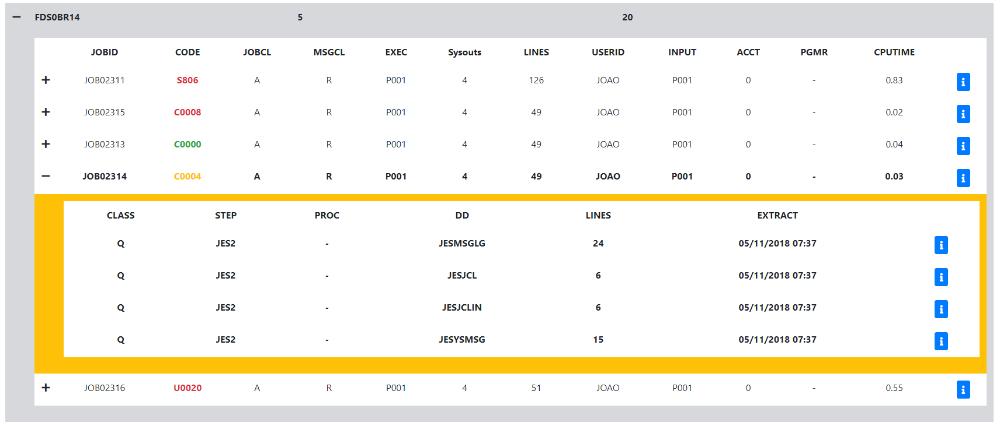 FDS0BR14 5 20
JOBID CODE JOBCL MSGCL EXEC Sysouts LINES USERID INPUT ACCT PGMR CPUTIME
JOB02311 S806 A R P001 4 126 JOAO P001 0 - 0.83
JOB02315 C0008 A R P001 4 49 JOAO P001 0 - 0.02
JOB02313 C0000 A R P001 4 49 JOAO P001 0 - 0.04
JOB02314 C0004 A R P001 4 49 JOAO P001 0 - 0.03
CLASS STEP PROC DD LINES EXTRACT
Q JES2 - JESMSGLG 24 05/11/2018 07:37
Q JES2 - JESJCL 6 05/11/2018 07:37
Q JES2 - JESJCLIN 6 05/11/2018 07:37
Q JES2 - JESYSMSG 15 05/11/2018 07:37
JOB02316 U0020 A R P001 4 51 JOAO P001 0 - 0.55